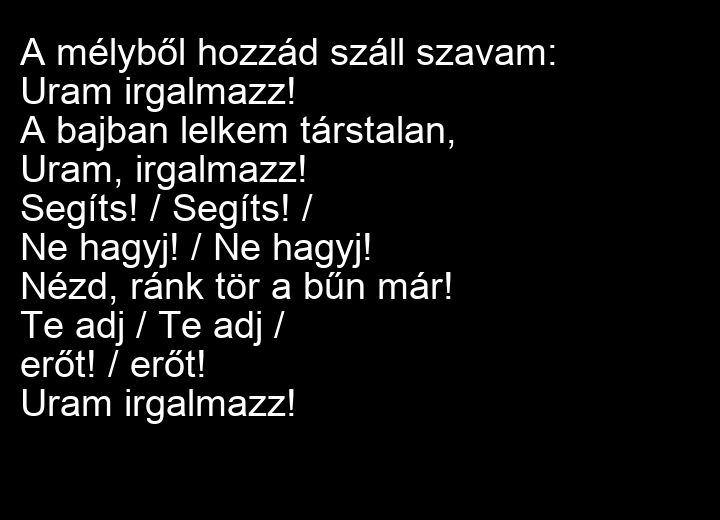 A mélyből hozzád száll szavam:
Uram irgalmazz!
A bajban lelkem társtalan,
Uram, irgalmazz!
Segíts! / Segíts! /
Ne hagyj! / Ne hagyj!
Nézd, ránk tör a bűn már!
Te adj / Te adj /
erőt! / erőt!
Uram irgalmazz!